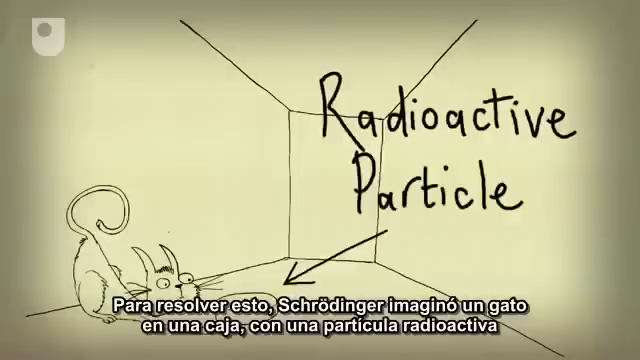 Radioactive
Particle
Para resolver esto, Schrödinger imaginó un gato
en una caja, con una partícula radioactiva